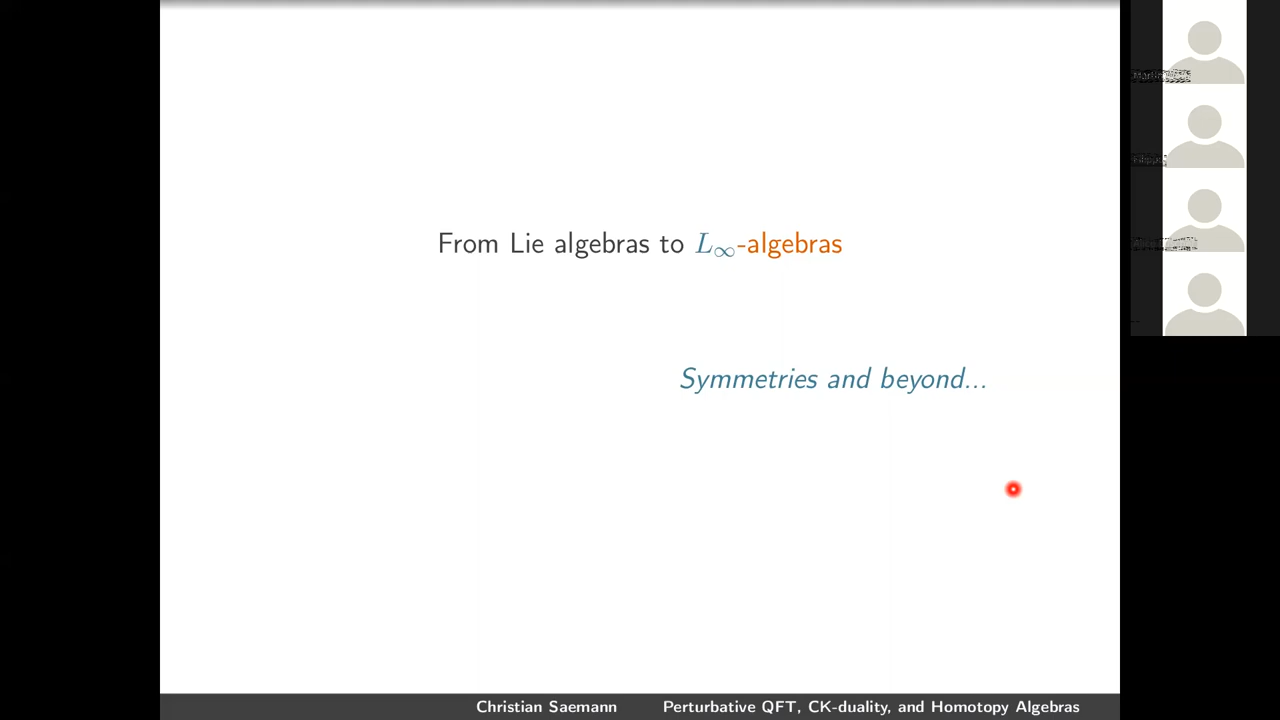 From Lie algebras to L∞-algebras
Symmetries and beyond...
Christian Saemann Perturbative QFT, CK-duality, and Homotopy Algebras